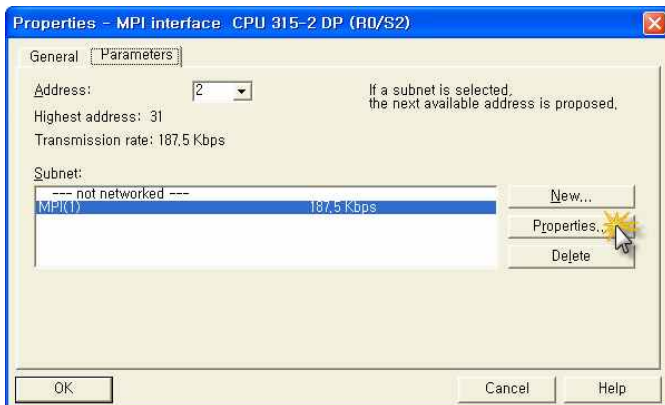 Properties - MPI interface CPU 315-2 DP (R0/S2)
General Parameters
Address: 2
If a subnet is selected,
the next available address is proposed,
Highest address: 31
Transmission rate: 187,5 Kbps
Subnet:
--- not networked ---
MPI(1) 187,5 Kbps
New...
Properties..
Delete
OK Cancel Help